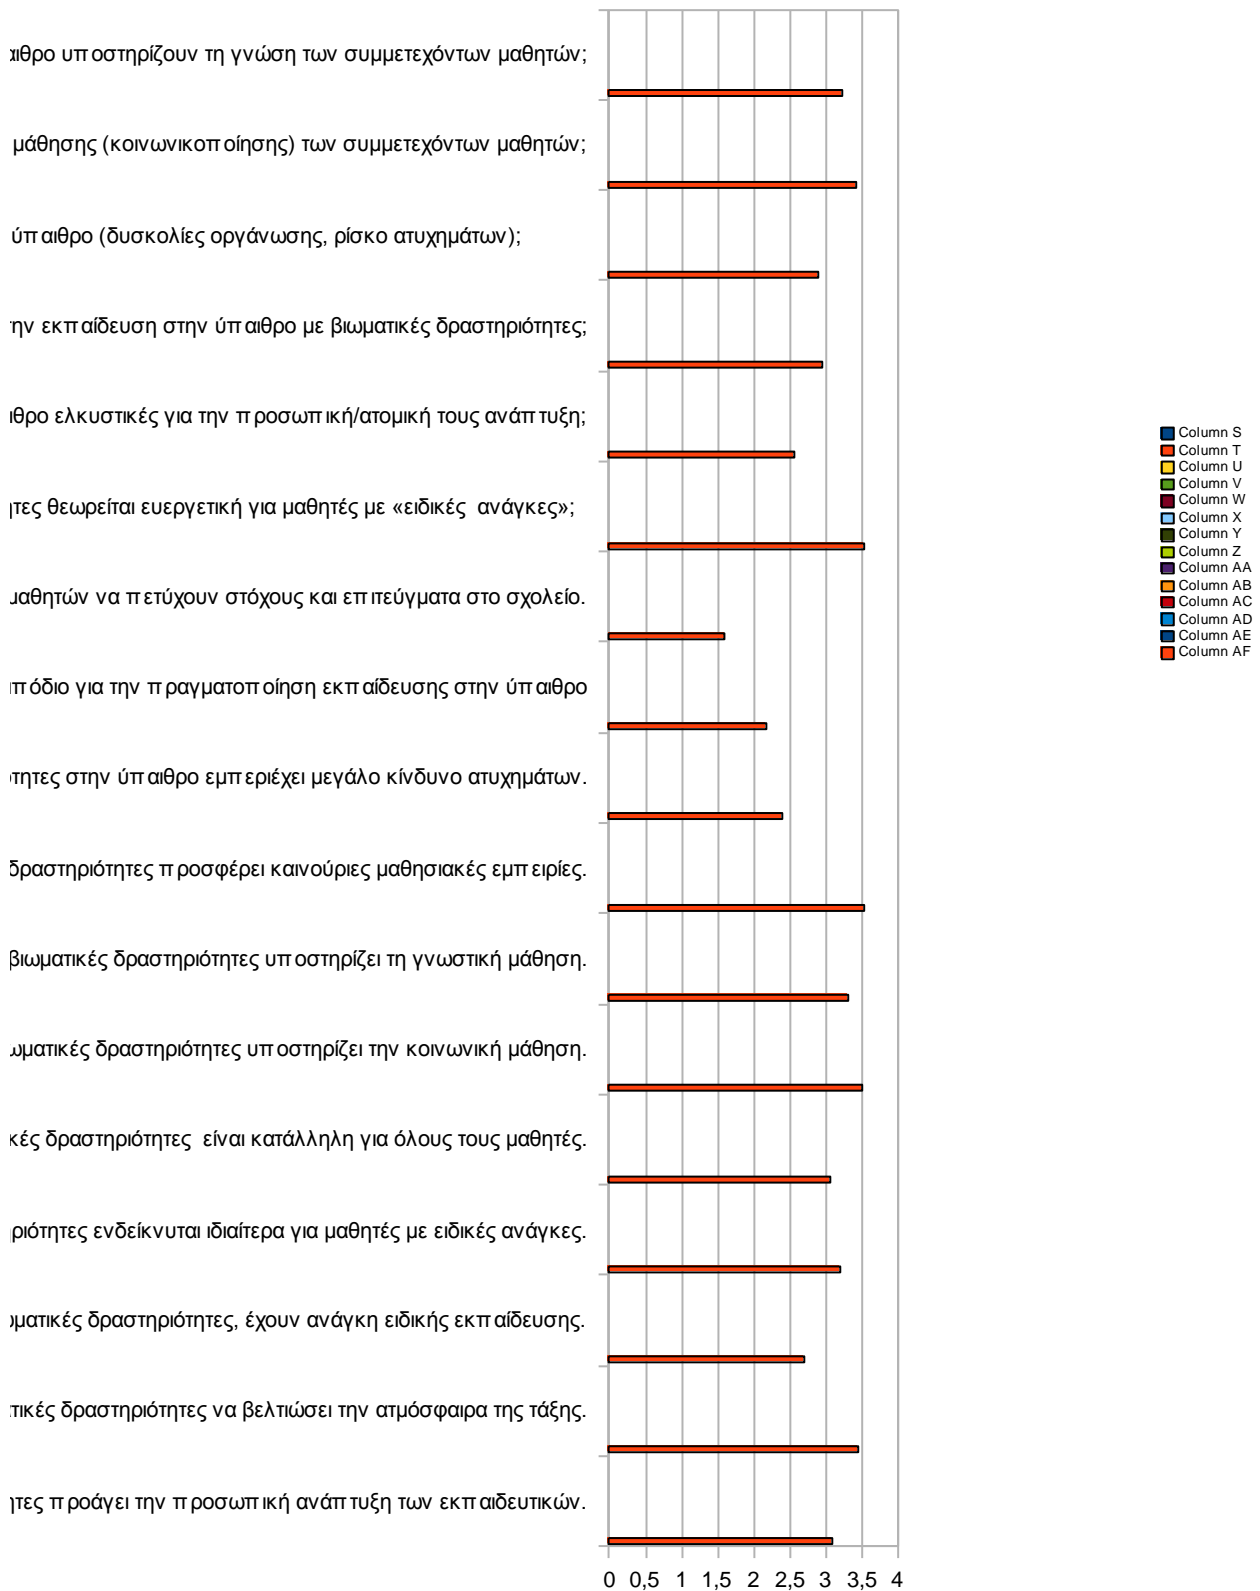 αιθρο υποστηρίζουν τη γνώση των συμμετεχόντων μαθητών;
μάθησης (κοινωνικοποίησης) των συμμετεχόντων μαθητών;
ύπαιθρο (δυσκολίες οργάνωσης, ρίσκο ατυχημάτων);
ην εκπαίδευση στην ύπαιθρο με βιωματικές δραστηριότητες;
ιθρο ελκυστικές για την προσωπική/ατομική τους ανάπτυξη;
ητες θεωρείται ευεργετική για μαθητές με «ειδικές ανάγκες»;
μαθητών να πετύχουν στόχους και επιτεύγματα στο σχολείο.
πόδιο για την πραγματοποίηση εκπαίδευσης στην ύπαιθρο
τητες στην ύπαιθρο εμπεριέχει μεγάλο κίνδυνο ατυχημάτων.
δραστηριότητες προσφέρει καινούριες μαθησιακές εμπειρίες.
βιωματικές δραστηριότητες υποστηρίζει τη γνωστική μάθηση.
ωματικές δραστηριότητες υποστηρίζει την κοινωνική μάθηση.
κές δραστηριότητες είναι κατάλληλη για όλους τους μαθητές.
ριότητες ενδείκνυται ιδιαίτερα για μαθητές με ειδικές ανάγκες.
ματικές δραστηριότητες, έχουν ανάγκη ειδικής εκπαίδευσης.
τικές δραστηριότητες να βελτιώσει την ατμόσφαιρα της τάξης.
ητες προάγει την προσωπική ανάπτυξη των εκπαιδευτικών.
0 0,5 1 1,5 2 2,5 3 3,5 4
Column S
Column T
Column U
Column V
Column W
Column X
Column Y
Column Z
Column AA
Column AB
Column AC
Column AD
Column AE
Column AF